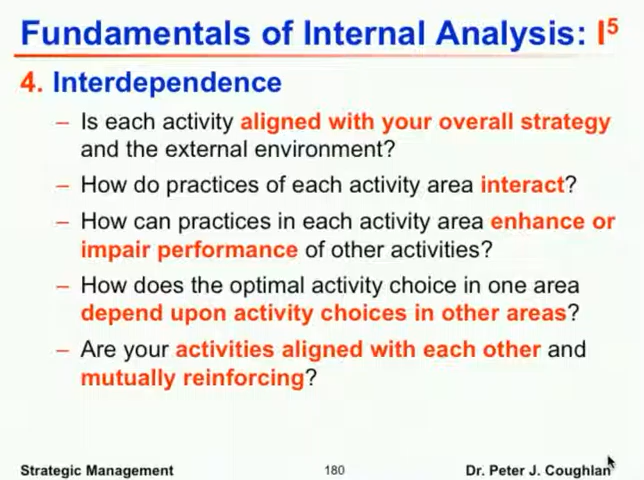 Fundamentals of Internal Analysis: I⁵
4. Interdependence
– Is each activity aligned with your overall strategy
and the external environment?
– How do practices of each activity area interact?
– How can practices in each activity area enhance or
impair performance of other activities?
– How does the optimal activity choice in one area
depend upon activity choices in other areas?
– Are your activities aligned with each other and
mutually reinforcing?
Strategic Management 180 Dr. Peter J. Coughlan